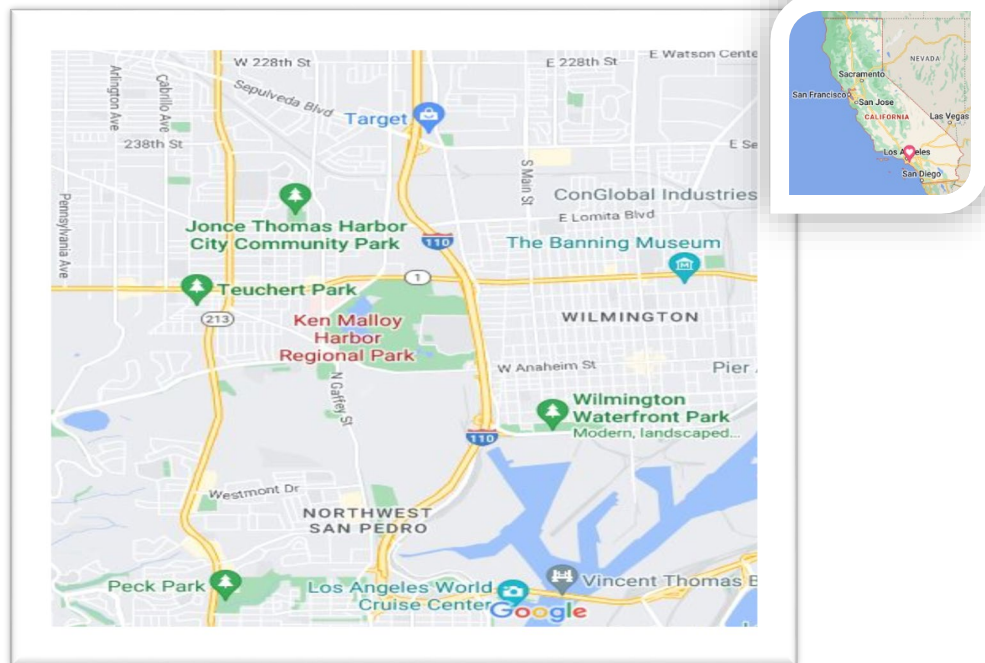 W 228th St
E 228th St
E Watson Cente
Arlington Ave
Cabrillo Ave
Sepulveda Blvd
Target
238th St
E Se
S Main St
Pennsylvania Ave
ConGlobal Industries
E Lomita Blvd
Jonce Thomas Harbor
City Community Park
110
The Banning Museum
1
Teuchert Park
213
Ken Malloy
Harbor
Regional Park
WILMINGTON
N Gaffey St
W Anaheim St
Pier
Wilmington
Waterfront Park
Modern, landscaped...
110
Westmont Dr
NORTHWEST
SAN PEDRO
Peck Park
Los Angeles World
Cruise Center
Vincent Thomas B
Google
NEVADA
Sacramento
San Francisco
San Jose
CALIFORNIA
Las Vegas
Los Angeles
San Diego